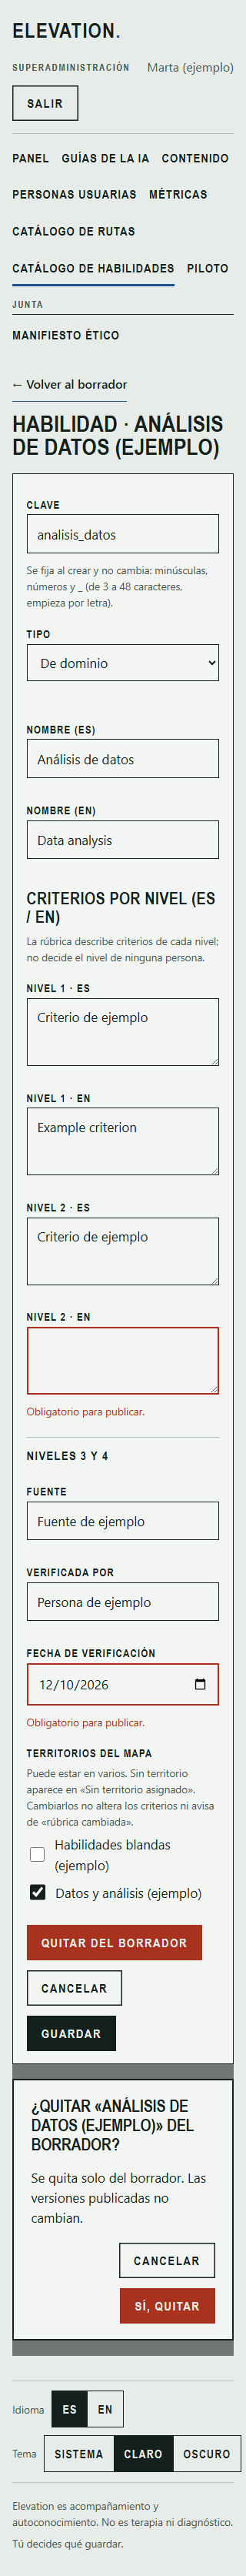 ELEVATION.
SUPERADMINISTRACIÓN Marta (ejemplo)
SALIR
PANEL GUÍAS DE LA IA CONTENIDO
PERSONAS USUARIAS MÉTRICAS
CATÁLOGO DE RUTAS
CATÁLOGO DE HABILIDADES PILOTO
JUNTA
MANIFIESTO ÉTICO
← Volver al borrador
HABILIDAD · ANÁLISIS
DE DATOS (EJEMPLO)
CLAVE
analisis_datos
Se fija al crear y no cambia: minúsculas,
números y _ (de 3 a 48 caracteres,
empieza por letra).
TIPO
De dominio
NOMBRE (ES)
Análisis de datos
NOMBRE (EN)
Data analysis
CRITERIOS POR NIVEL (ES
/ EN)
La rúbrica describe criterios de cada nivel;
no decide el nivel de ninguna persona.
NIVEL 1 · ES
Criterio de ejemplo
NIVEL 1 · EN
Example criterion
NIVEL 2 · ES
Criterio de ejemplo
NIVEL 2 · EN
Obligatorio para publicar.
NIVELES 3 Y 4
FUENTE
Fuente de ejemplo
VERIFICADA POR
Persona de ejemplo
FECHA DE VERIFICACIÓN
12/10/2026
Obligatorio para publicar.
TERRITORIOS DEL MAPA
Puede estar en varios. Sin territorio
aparece en «Sin territorio asignado».
Cambiarlos no altera los criterios ni avisa
de «rúbrica cambiada».
Habilidades blandas
(ejemplo)
Datos y análisis (ejemplo)
QUITAR DEL BORRADOR
CANCELAR
GUARDAR
¿QUITAR «ANÁLISIS DE
DATOS (EJEMPLO)» DEL
BORRADOR?
Se quita solo del borrador. Las
versiones publicadas no
cambian.
CANCELAR
SÍ, QUITAR
Idioma ES EN
Tema SISTEMA CLARO OSCURO
Elevation es acompañamiento y
autoconocimiento. No es terapia ni diagnóstico.
Tú decides qué guardar.